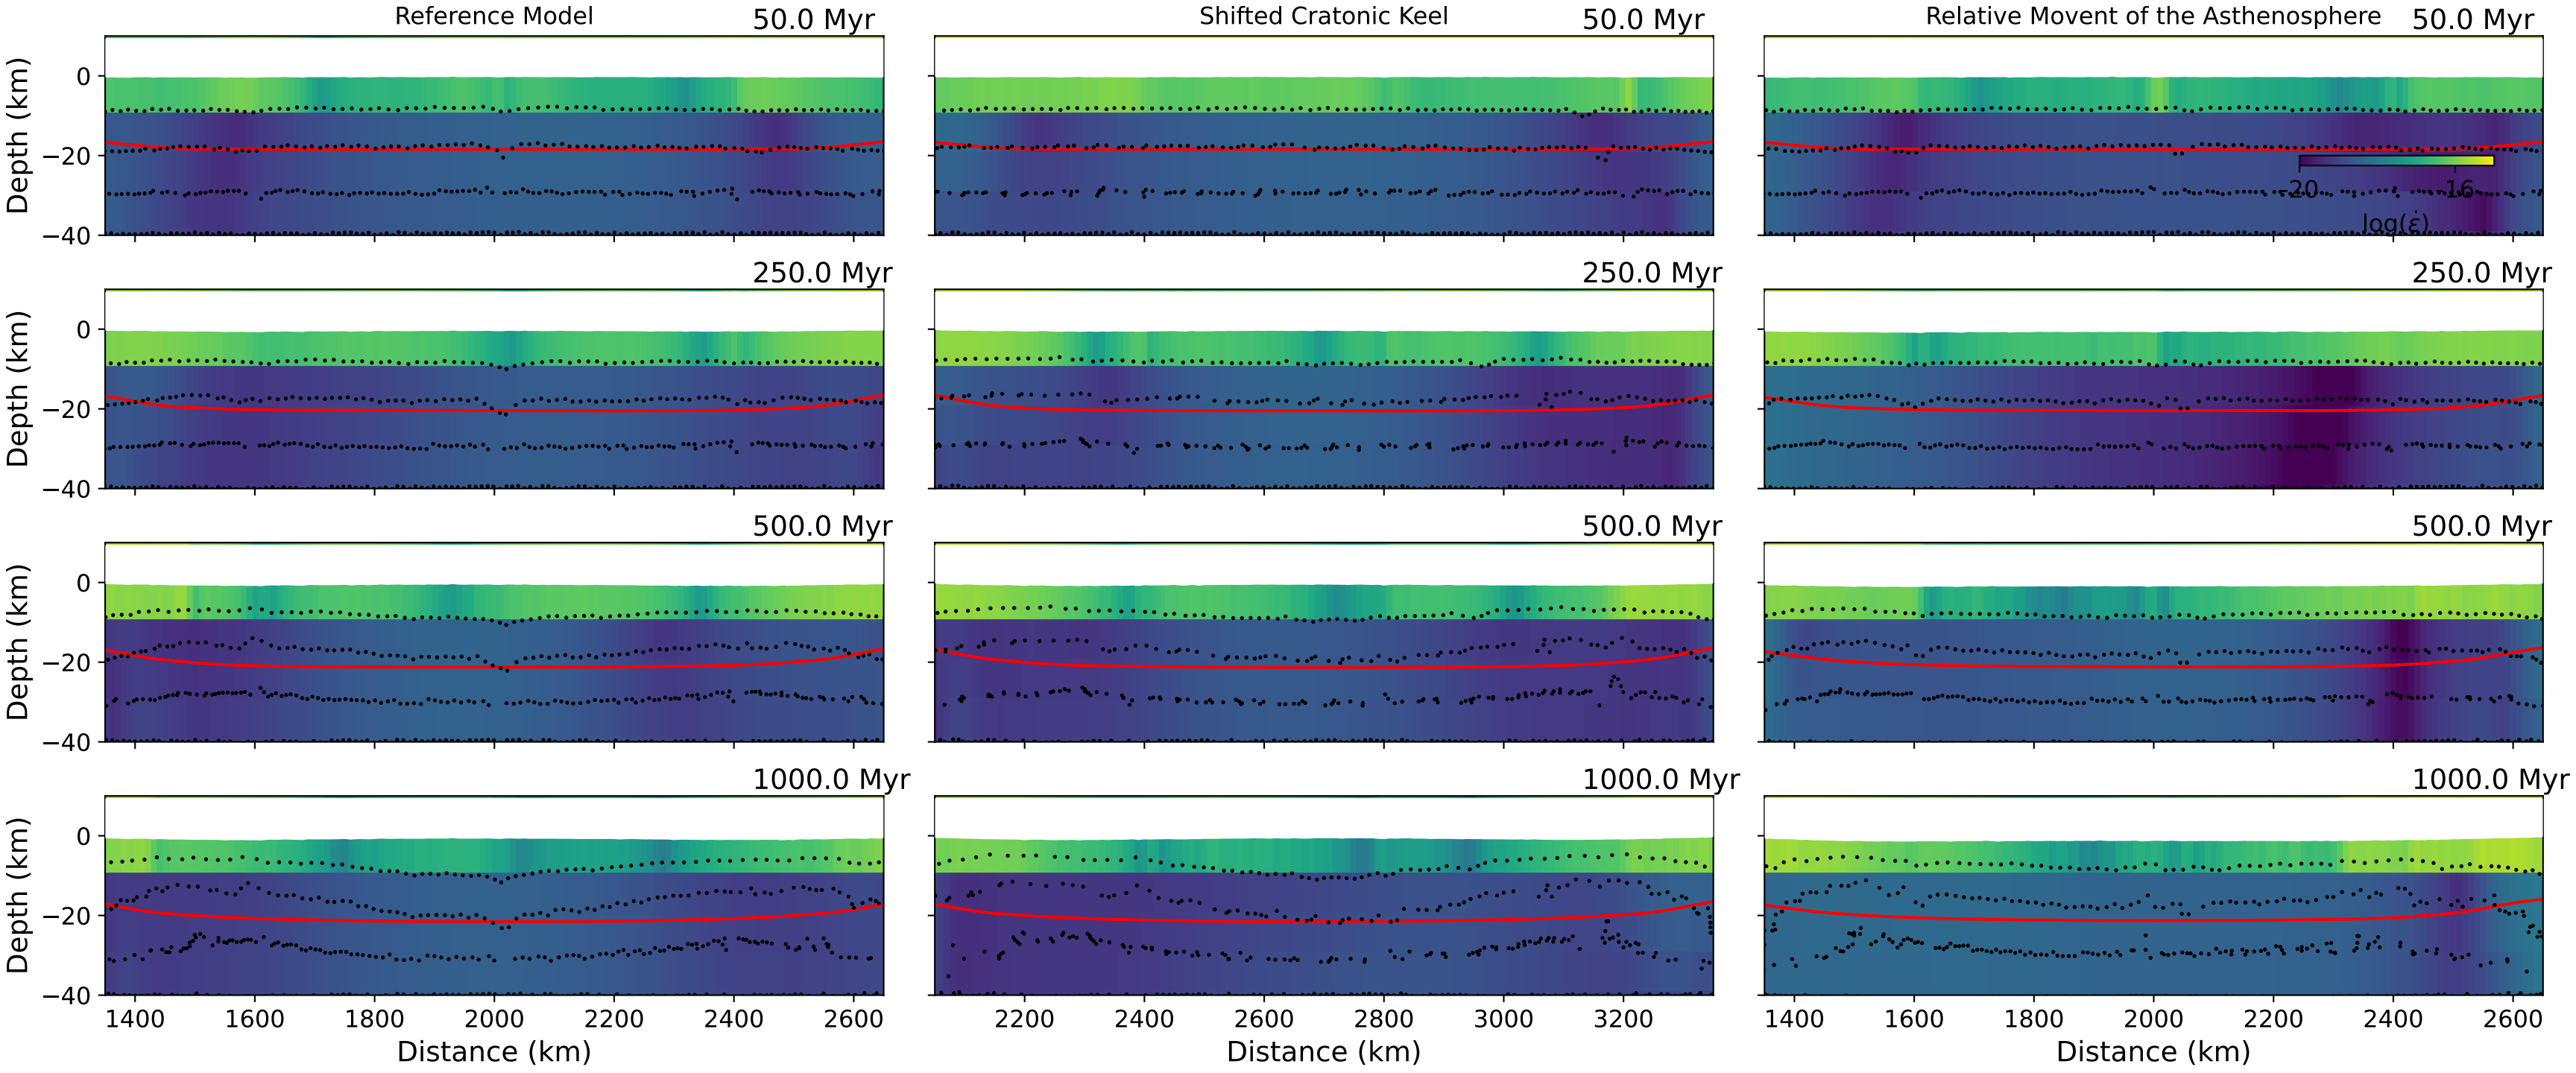 Reference Model 50.0 Myr Shifted Cratonic Keel 50.0 Myr Relative Movent of the Asthenosphere 50.0 Myr
Depth (km)
0
−20
−40
−20 16
log(ε̇)
250.0 Myr 250.0 Myr 250.0 Myr
Depth (km)
0
−20
−40
500.0 Myr 500.0 Myr 500.0 Myr
Depth (km)
0
−20
−40
1000.0 Myr 1000.0 Myr 1000.0 Myr
Depth (km)
0
−20
−40
1400 1600 1800 2000 2200 2400 2600 2200 2400 2600 2800 3000 3200 1400 1600 1800 2000 2200 2400 2600
Distance (km) Distance (km) Distance (km)